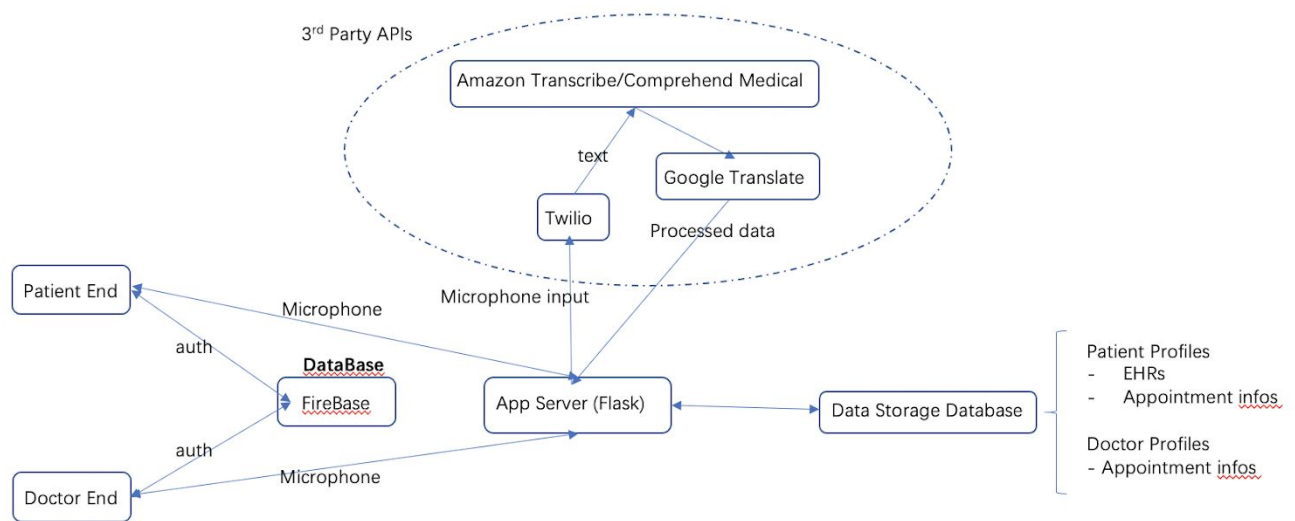 3rd Party APIs
Amazon Transcribe/Comprehend Medical
text
Google Translate
Twilio
Processed data
Patient End
Microphone input
Microphone
auth
DataBase
FireBase
App Server (Flask)
Data Storage Database
Patient Profiles
- EHRs
- Appointment infos
Doctor Profiles
- Appointment infos
auth
Microphone
Doctor End